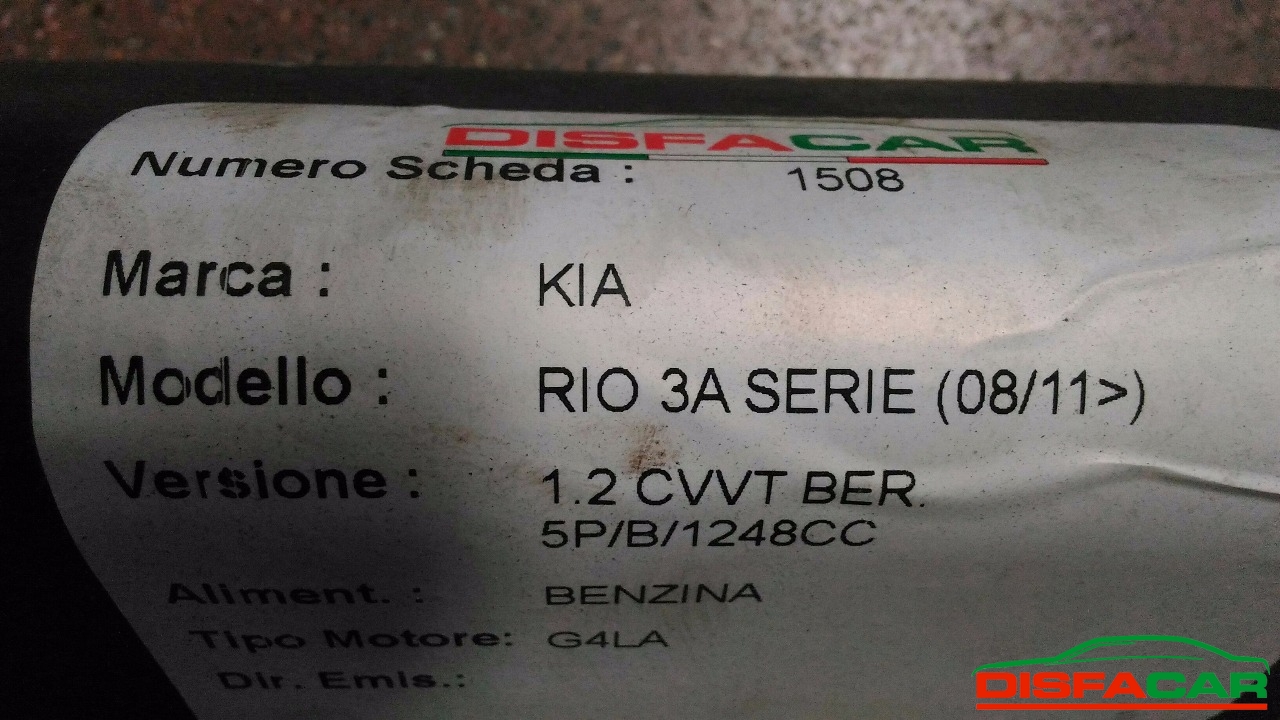 DISFACAR
Numero Scheda : 1508
Marca : KIA
Modello : RIO 3A SERIE (08/11>)
Versione : 1.2 CVVT BER.
5P/B/1248CC
Aliment. : BENZINA
Tipo Motore: G4LA
Dir. Emis.:
DISFACAR